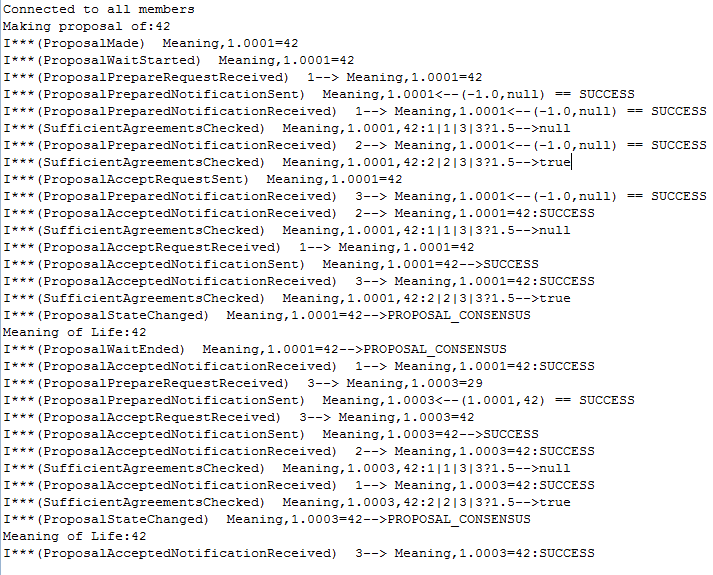 Connected to all members
Making proposal of:42
I***(ProposalMade)  Meaning,1.0001=42
I***(ProposalWaitStarted)  Meaning,1.0001=42
I***(ProposalPrepareRequestReceived)  1--> Meaning,1.0001=42
I***(ProposalPreparedNotificationSent)  Meaning,1.0001<--(-1.0,null) == SUCCESS
I***(ProposalPreparedNotificationReceived)  1--> Meaning,1.0001<--(-1.0,null) == SUCCESS
I***(SufficientAgreementsChecked)  Meaning,1.0001,42:1|1|3|3?1.5-->null
I***(ProposalPreparedNotificationReceived)  2--> Meaning,1.0001<--(-1.0,null) == SUCCESS
I***(SufficientAgreementsChecked)  Meaning,1.0001,42:2|2|3|3?1.5-->true
I***(ProposalAcceptRequestSent)  Meaning,1.0001=42
I***(ProposalPreparedNotificationReceived)  3--> Meaning,1.0001<--(-1.0,null) == SUCCESS
I***(ProposalAcceptedNotificationReceived)  2--> Meaning,1.0001=42:SUCCESS
I***(SufficientAgreementsChecked)  Meaning,1.0001,42:1|1|3|3?1.5-->null
I***(ProposalAcceptRequestReceived)  1--> Meaning,1.0001=42
I***(ProposalAcceptedNotificationSent)  Meaning,1.0001=42-->SUCCESS
I***(ProposalAcceptedNotificationReceived)  3--> Meaning,1.0001=42:SUCCESS
I***(SufficientAgreementsChecked)  Meaning,1.0001,42:2|2|3|3?1.5-->true
I***(ProposalStateChanged)  Meaning,1.0001=42-->PROPOSAL_CONSENSUS
Meaning of Life:42
I***(ProposalWaitEnded)  Meaning,1.0001=42-->PROPOSAL_CONSENSUS
I***(ProposalAcceptedNotificationReceived)  1--> Meaning,1.0001=42:SUCCESS
I***(ProposalPrepareRequestReceived)  3--> Meaning,1.0003=29
I***(ProposalPreparedNotificationSent)  Meaning,1.0003<--(1.0001,42) == SUCCESS
I***(ProposalAcceptRequestReceived)  3--> Meaning,1.0003=42
I***(ProposalAcceptedNotificationSent)  Meaning,1.0003=42-->SUCCESS
I***(ProposalAcceptedNotificationReceived)  2--> Meaning,1.0003=42:SUCCESS
I***(SufficientAgreementsChecked)  Meaning,1.0003,42:1|1|3|3?1.5-->null
I***(ProposalAcceptedNotificationReceived)  1--> Meaning,1.0003=42:SUCCESS
I***(SufficientAgreementsChecked)  Meaning,1.0003,42:2|2|3|3?1.5-->true
I***(ProposalStateChanged)  Meaning,1.0003=42-->PROPOSAL_CONSENSUS
Meaning of Life:42
I***(ProposalAcceptedNotificationReceived)  3--> Meaning,1.0003=42:SUCCESS